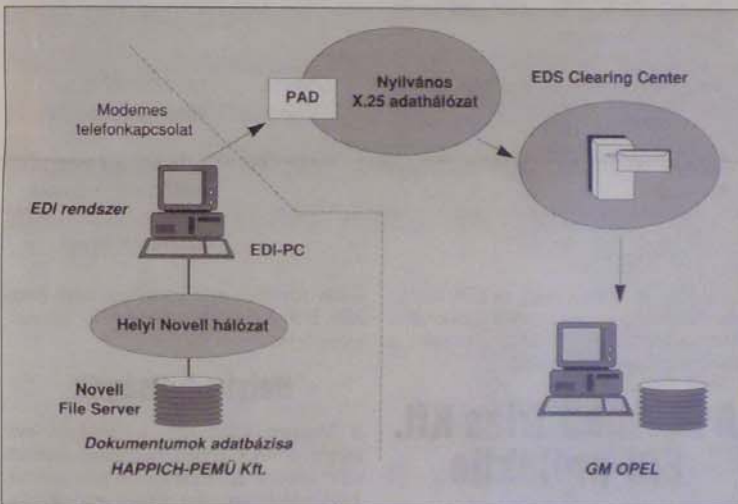 Nyilvános
X.25 adathálózat
PAD
EDS Clearing Center
Modemes
telefonkapcsolat
EDI rendszer
EDI-PC
Helyi Novell hálózat
Novell
File Server
Dokumentumok adatbázisa
HAPPICH-PEMÜ Kft.
GM OPEL